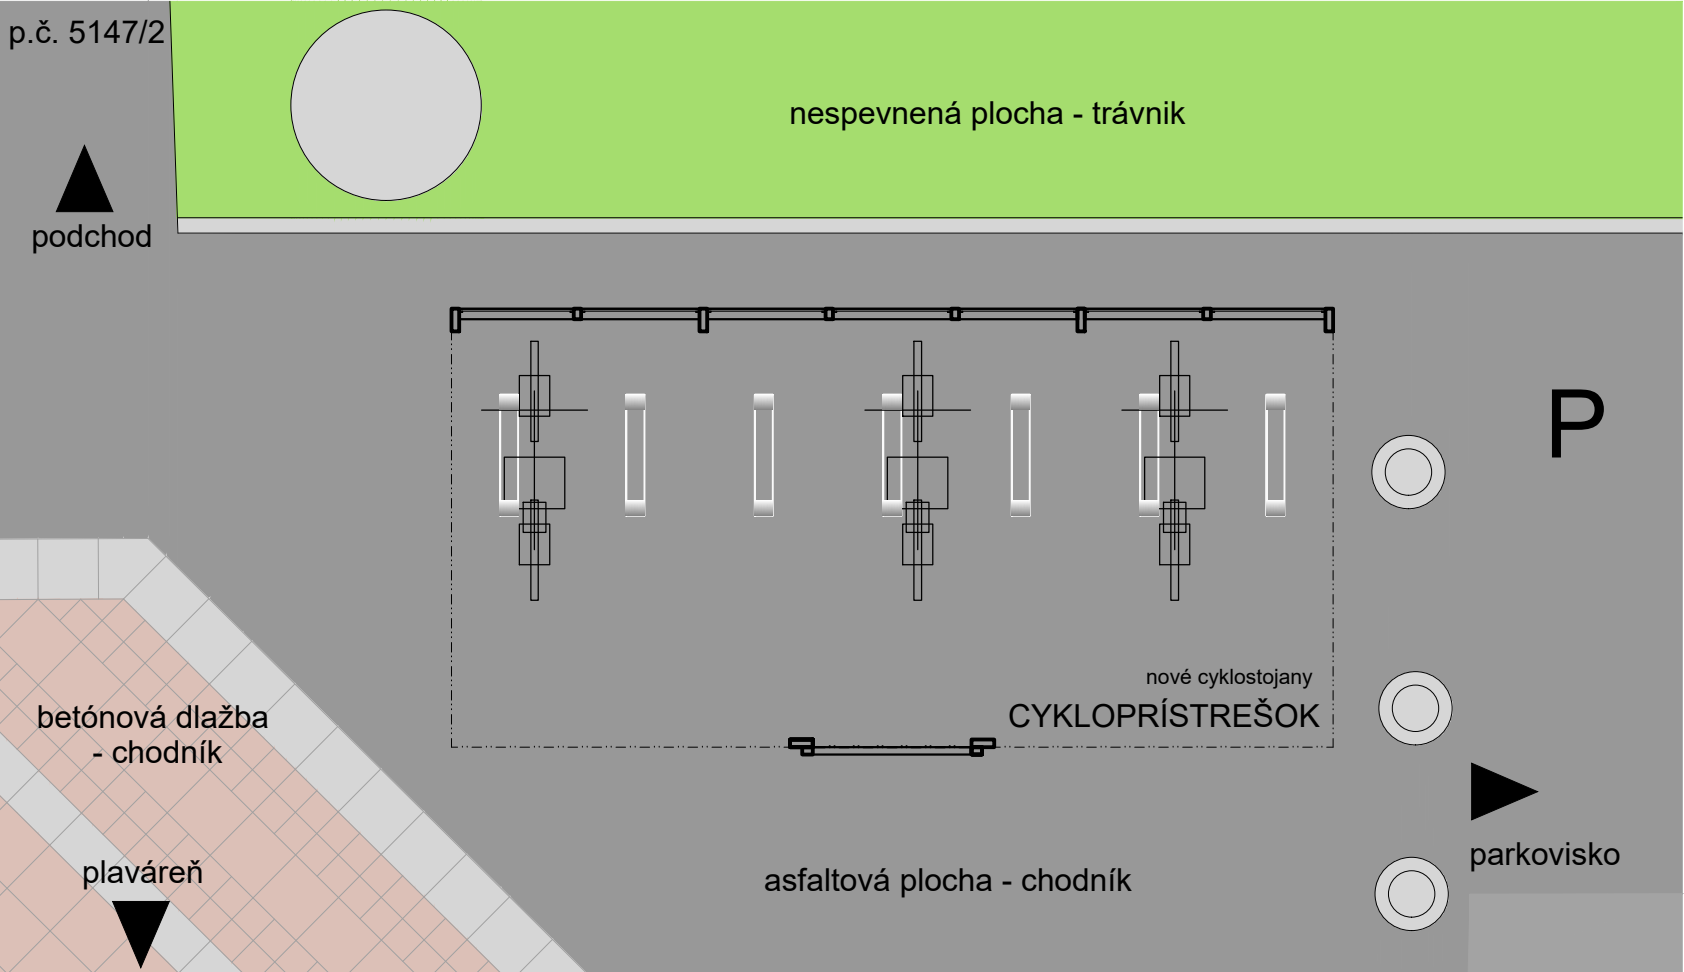 p.č. 5147/2
nespevnená plocha - trávnik
podchod
P
nové cyklostojany
CYKLOPRÍSTREŠOK
betónová dlažba
- chodník
parkovisko
plaváreň
asfaltová plocha - chodník